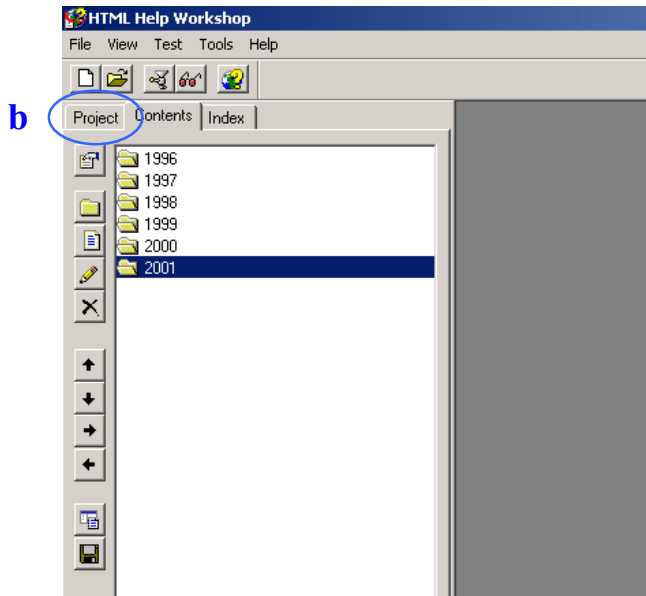 HTML Help Workshop
File View Test Tools Help
b Project Contents Index
1996
1997
1998
1999
2000
2001